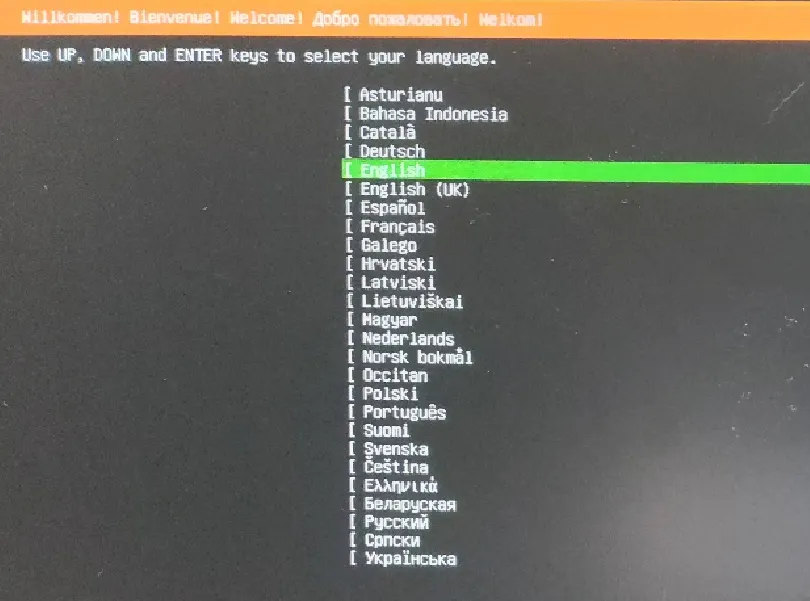 Willkommen! Bienvenue! Welcome! Добро пожаловать! Welkom!
Use UP, DOWN and ENTER keys to select your language.
[ Asturianu
[ Bahasa Indonesia
[ Català
[ Deutsch
[ English
[ English (UK)
[ Español
[ Français
[ Galego
[ Hrvatski
[ Latviski
[ Lietuviškai
[ Magyar
[ Nederlands
[ Norsk bokmål
[ Occitan
[ Polski
[ Português
[ Suomi
[ Svenska
[ Čeština
[ Ελληνικά
[ Беларуская
[ Русский
[ Српски
[ Українська